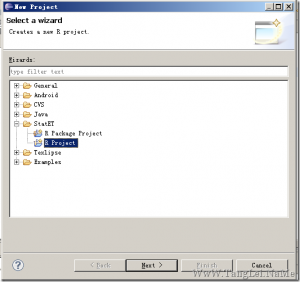 New Project
Select a wizard
Creates a new R project.
Wizards:
type filter text
General
Android
CVS
Java
StatET
R Package Project
R Project
Texlipse
Examples
?
< Back
Next >
Finish
Cancel
Www.TangLei.NaMe